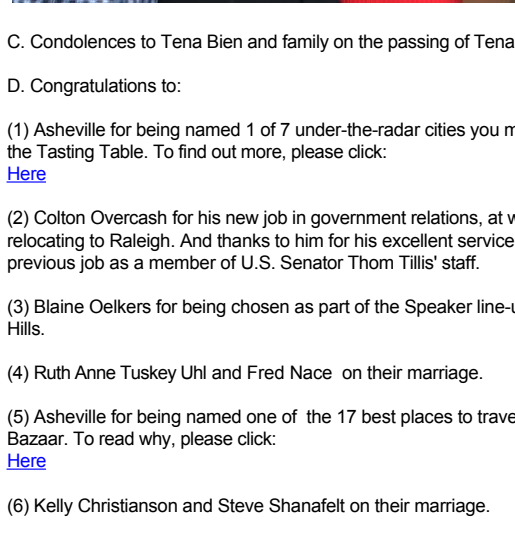 C. Condolences to Tena Bien and family on the passing of Tena
D. Congratulations to:
(1) Asheville for being named 1 of 7 under-the-radar cities you
the Tasting Table. To find out more, please click:
Here
(2) Colton Overcash for his new job in government relations, at
relocating to Raleigh. And thanks to him for his excellent service
previous job as a member of U.S. Senator Thom Tillis' staff.
(3) Blaine Oelkers for being chosen as part of the Speaker
Hills.
(4) Ruth Anne Tuskey Uhl and Fred Nace on their marriage.
(5) Asheville for being named one of the 17 best places to
Bazaar. To read why, please click:
Here
(6) Kelly Christianson and Steve Shanafelt on their marriage.